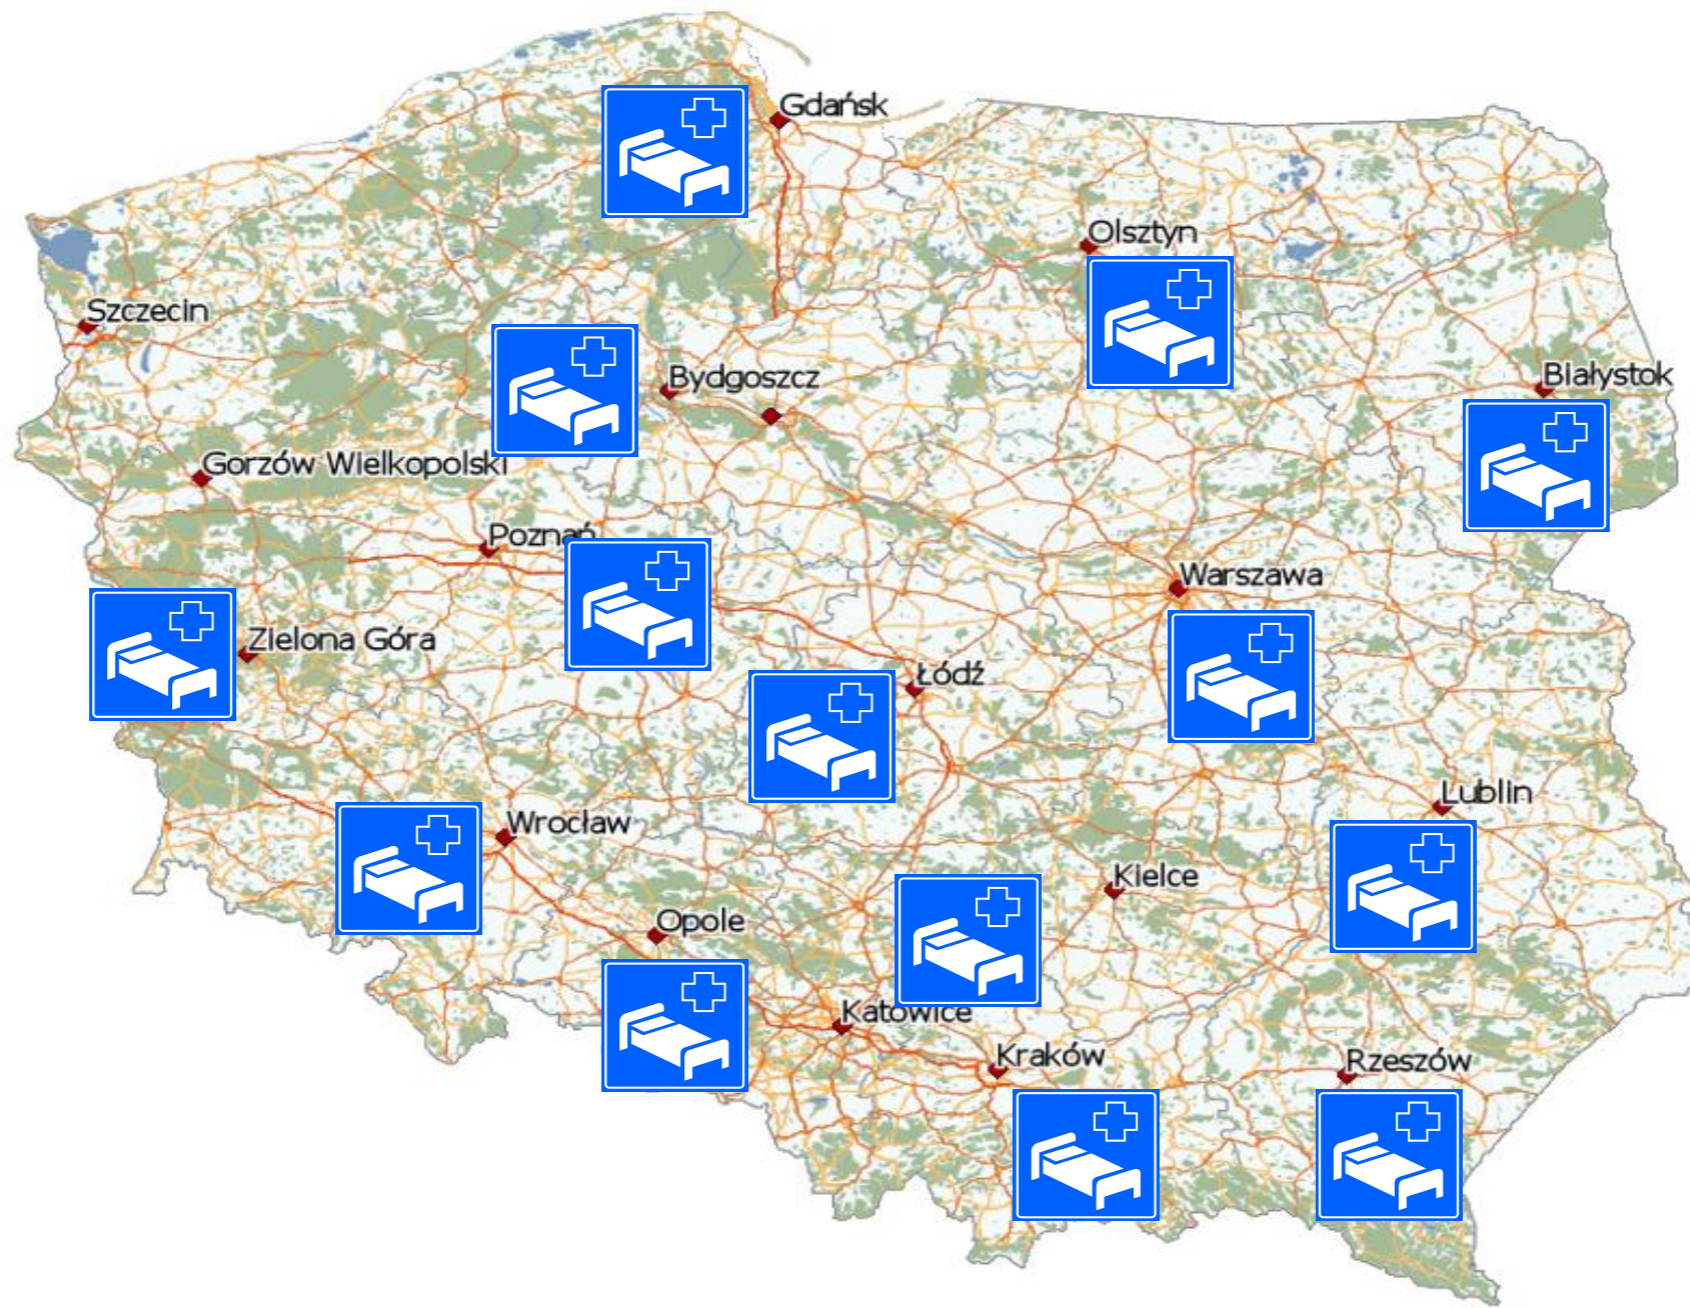 Gdańsk
Olsztyn
Szczecin
Bydgoszcz
Białystok
Gorzów Wielkopolski
Poznań
Warszawa
Zielona Góra
Łódź
Lublin
Wrocław
Kielce
Opole
Katowice
Kraków
Rzeszów